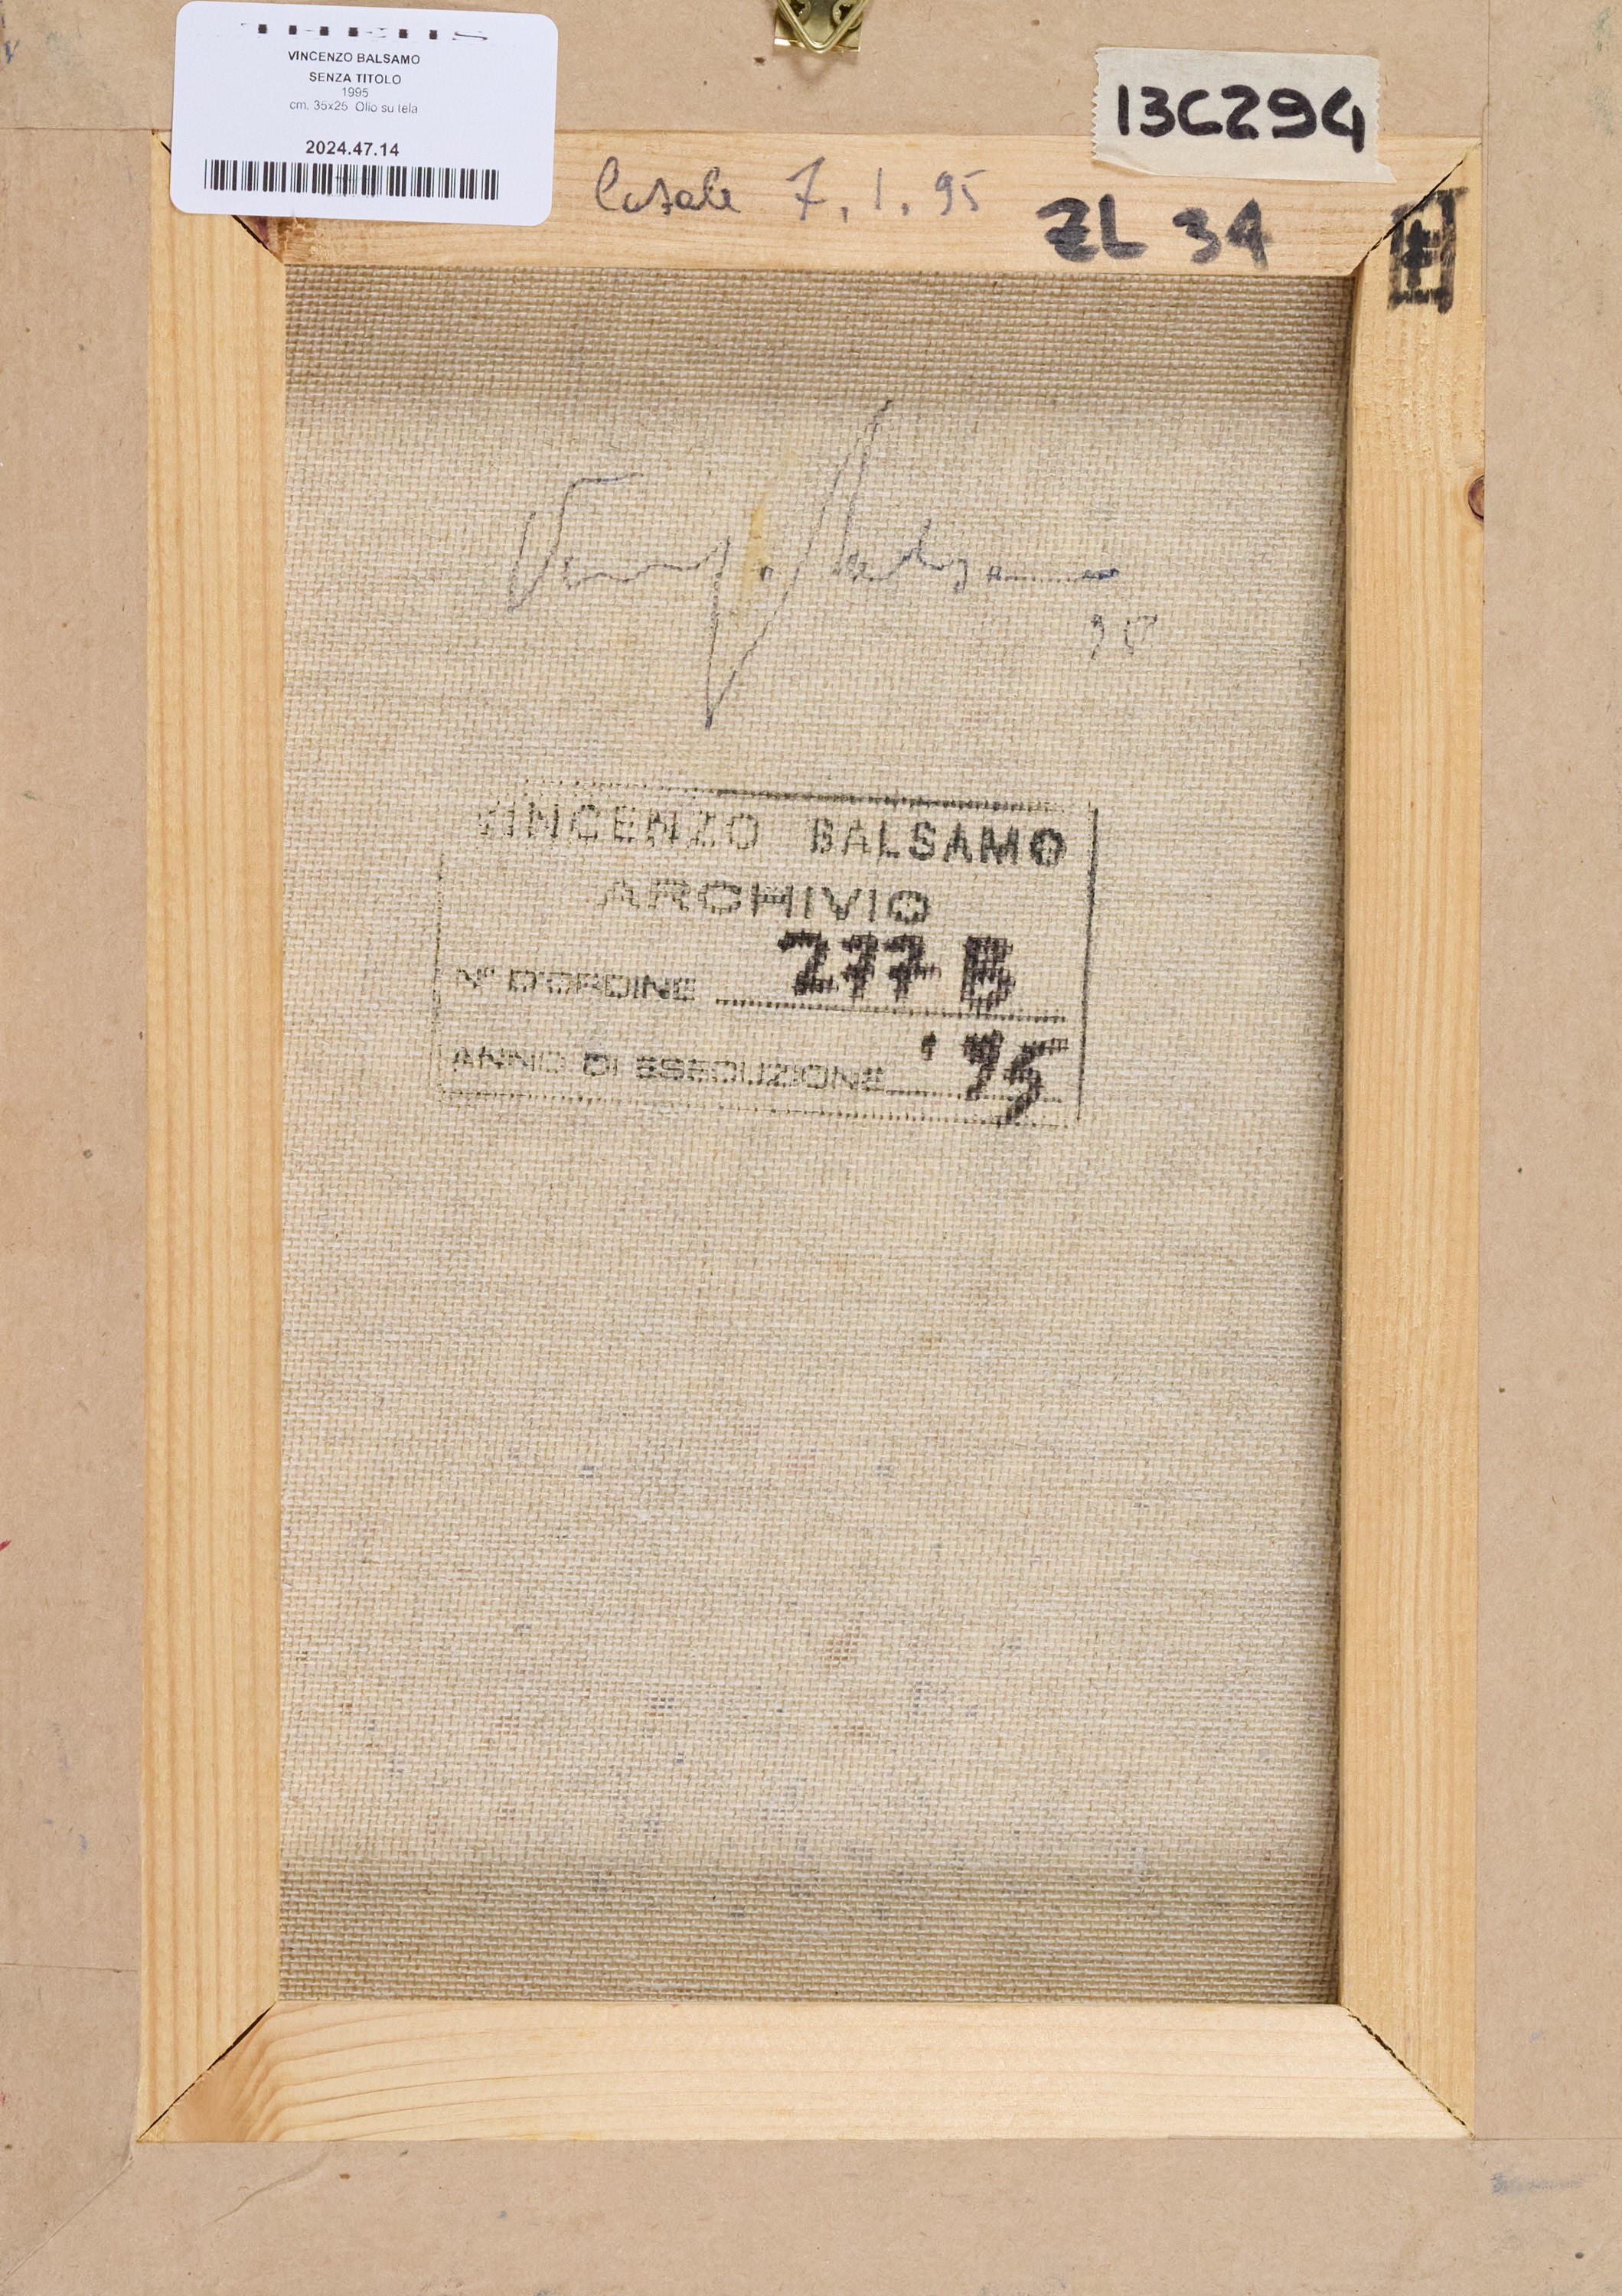 VINCENZO BALSAMO
SENZA TITOLO
1995
cm. 35x25 Olio su tela
2024.47.14
13C294
Casale 7.1.95
ZL 34
95
VINCENZO BALSAMO
ARCHIVIO
N° D'ORDINE 277 B
ANNO DI ESECUZIONE '95